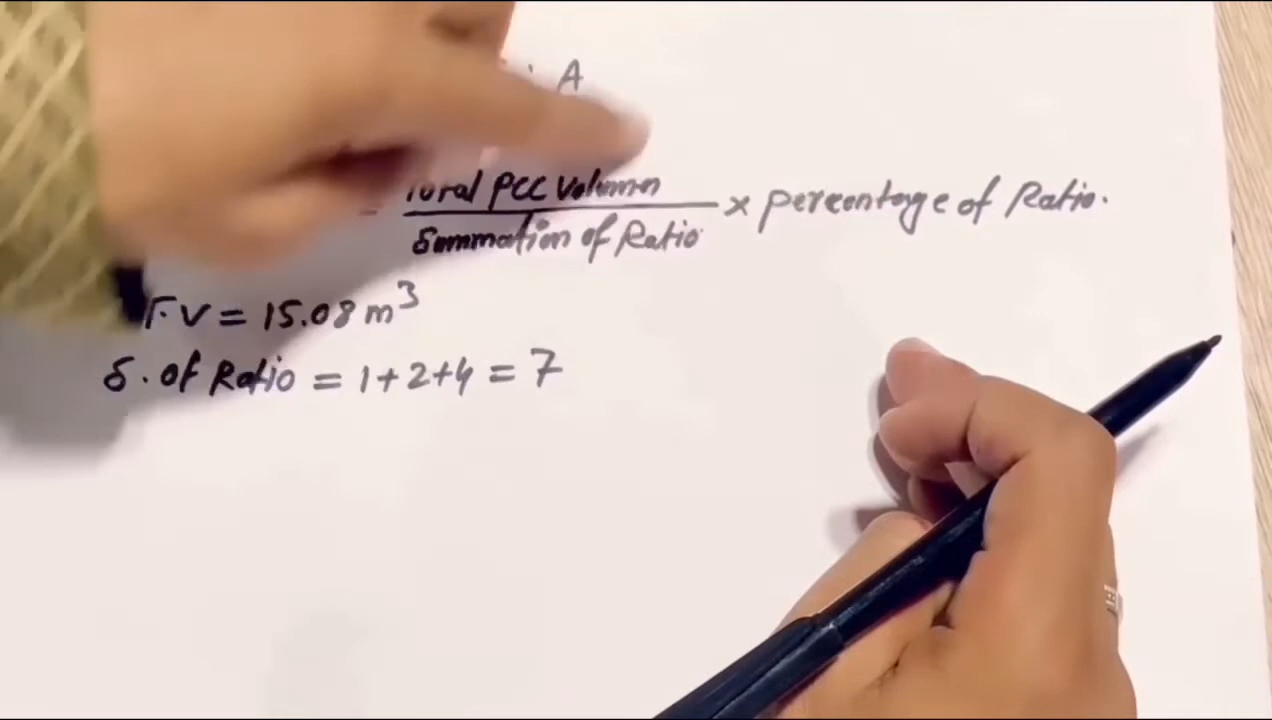 A
Total PCC Volumn / Summation of Ratio × percentage of Ratio.
F.V = 15.08 m³
S. of Ratio = 1+2+4 = 7